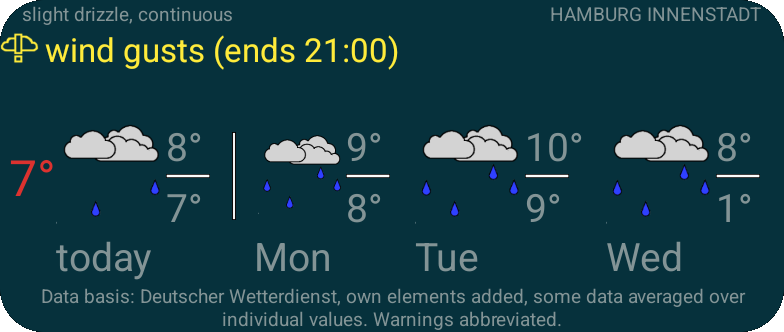 slight drizzle, continuous
HAMBURG INNENSTADT
wind gusts (ends 21:00)
7°
8°
7°
9°
8°
10°
9°
8°
1°
today
Mon
Tue
Wed
Data basis: Deutscher Wetterdienst, own elements added, some data averaged over
individual values. Warnings abbreviated.